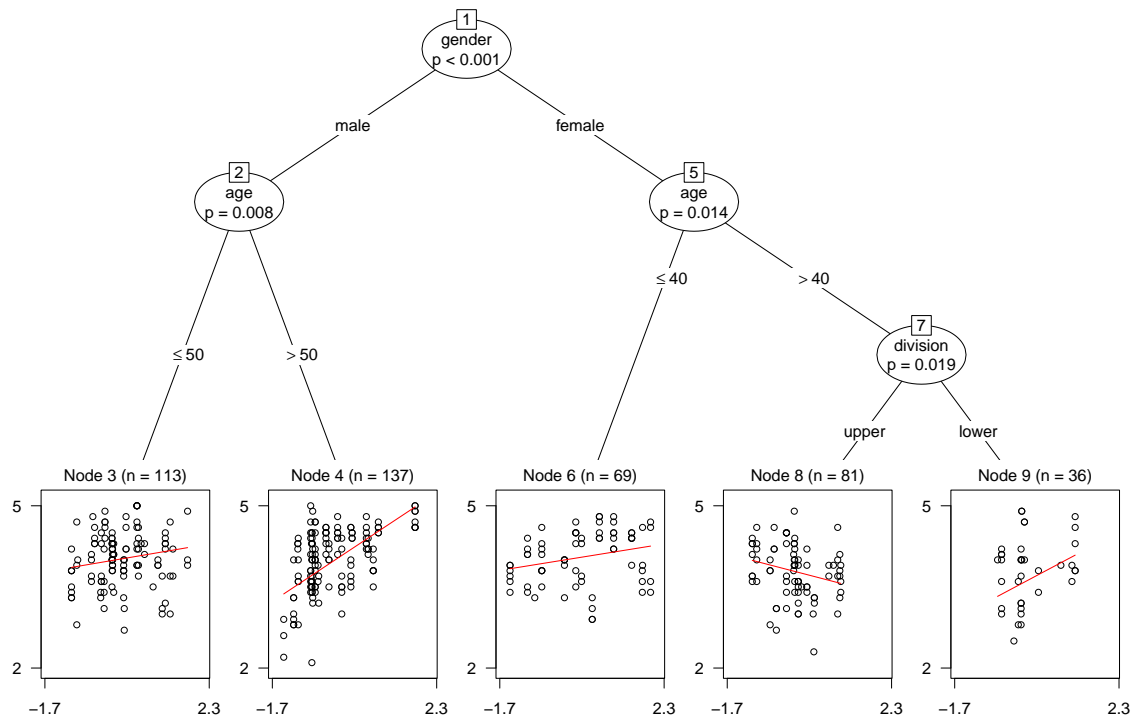 1
gender
p < 0.001
male
female
2
age
p = 0.008
5
age
p = 0.014
≤ 40
> 40
7
division
p = 0.019
≤ 50
> 50
upper
lower
Node 3 (n = 113)
Node 4 (n = 137)
Node 6 (n = 69)
Node 8 (n = 81)
Node 9 (n = 36)
5
5
5
5
5
2
2
2
2
2
−1.7
2.3
−1.7
2.3
−1.7
2.3
−1.7
2.3
−1.7
2.3